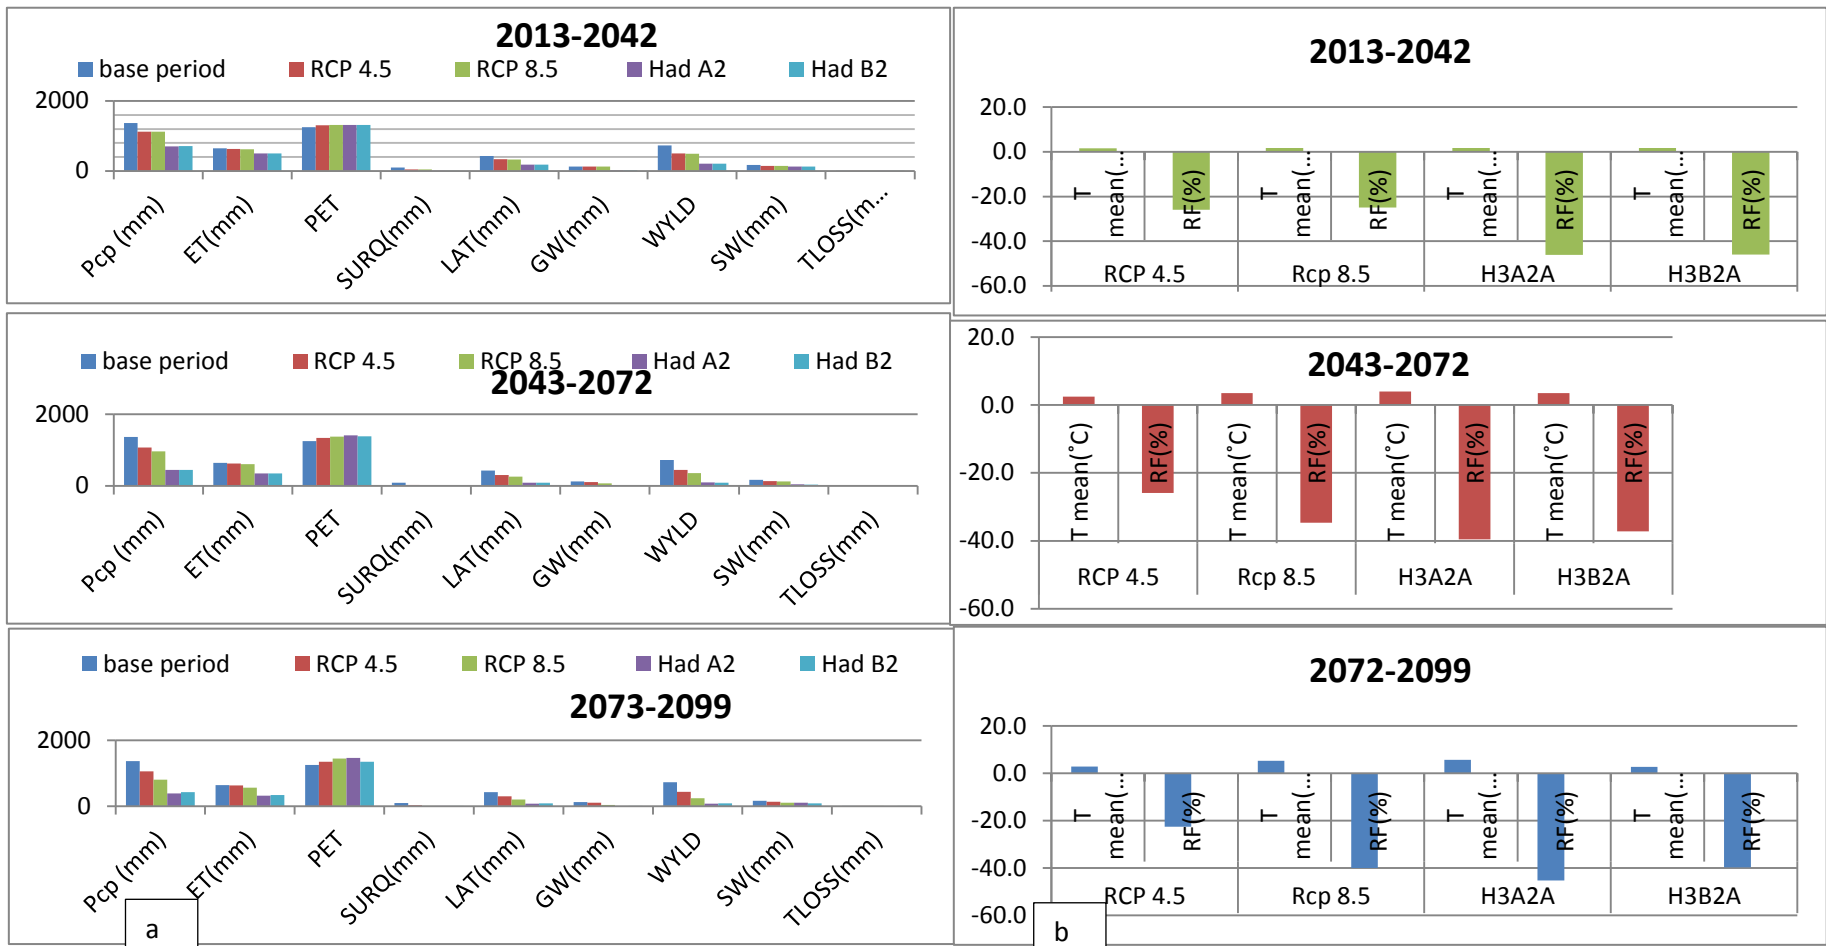 2013-2042
base period RCP 4.5 RCP 8.5 Had A2 Had B2
2000
0
Pcp (mm) ET(mm) PET SURQ(mm) LAT(mm) GW(mm) WYLD SW(mm) TLOSS(m...
2043-2072
base period RCP 4.5 RCP 8.5 Had A2 Had B2
2000
0
Pcp (mm) ET(mm) PET SURQ(mm) LAT(mm) GW(mm) WYLD SW(mm) TLOSS(mm)
base period RCP 4.5 RCP 8.5 Had A2 Had B2
2073-2099
2000
0
Pcp (mm) ET(mm) PET SURQ(mm) LAT(mm) GW(mm) WYLD SW(mm) TLOSS(mm)
a
2013-2042
20.0
0.0
-20.0
-40.0
-60.0
T mean(... RF(%) T mean(... RF(%) T mean(... RF(%) T mean(... RF(%)
RCP 4.5 Rcp 8.5 H3A2A H3B2A
2043-2072
20.0
0.0
-20.0
-40.0
-60.0
T mean(˚C) RF(%) T mean(˚C) RF(%) T mean(˚C) RF(%) T mean(˚C) RF(%)
RCP 4.5 Rcp 8.5 H3A2A H3B2A
2072-2099
20.0
0.0
-20.0
-40.0
-60.0
T mean(... RF(%) T mean(... RF(%) T mean(... RF(%) T mean(... RF(%)
RCP 4.5 Rcp 8.5 H3A2A H3B2A
b